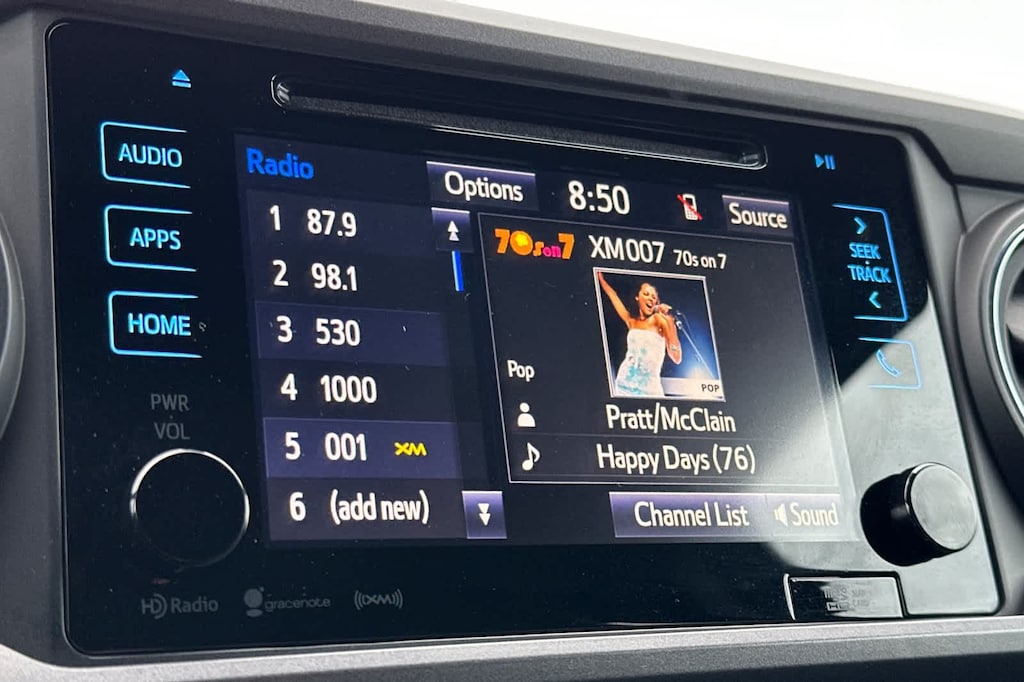 AUDIO
APPS
HOME
PWR
VOL
Radio
Options
8:50
Source
1 87.9
2 98.1
3 530
4 1000
5 001 XM
6 (add new)
70s on 7 XM007 70s on 7
POP
Pop
Pratt/McClain
Happy Days (76)
Channel List
Sound
SEEK
TRACK
HD Radio
gracenote
((XM))